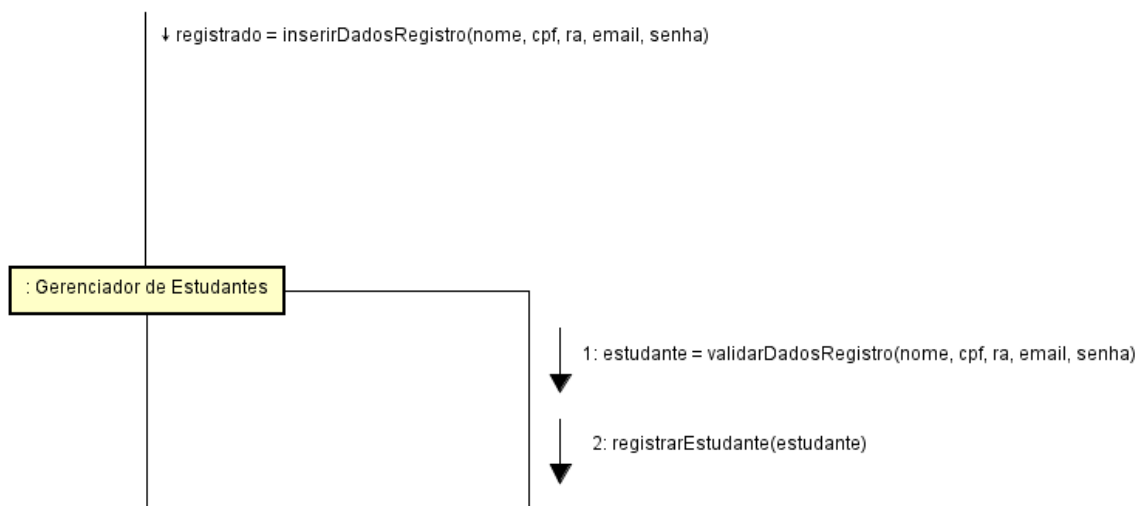 ↓ registrado = inserirDadosRegistro(nome, cpf, ra, email, senha)
: Gerenciador de Estudantes
1: estudante = validarDadosRegistro(nome, cpf, ra, email, senha)
2: registrarEstudante(estudante)